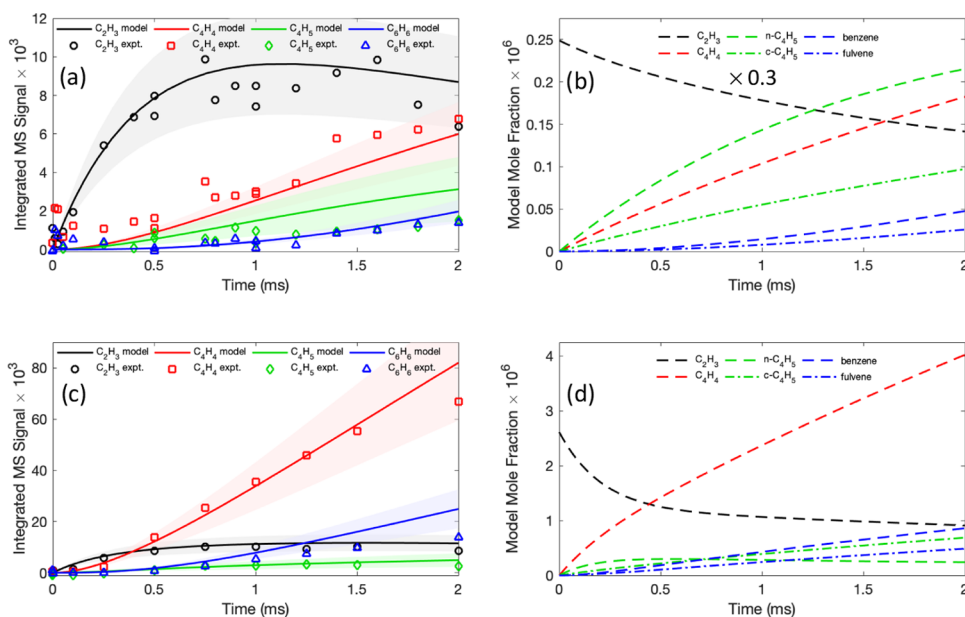 (a)
C₂H₃ model C₄H₄ model C₄H₅ model C₆H₆ model
C₂H₃ expt. C₄H₄ expt. C₄H₅ expt. C₆H₆ expt.
Integrated MS Signal × 10³
12
10
8
6
4
2
0
0 0.5 1 1.5 2
Time (ms)
(b)
C₂H₃ n-C₄H₅ benzene
C₄H₄ c-C₄H₅ fulvene
× 0.3
Model Mole Fraction × 10⁶
0.25
0.2
0.15
0.1
0.05
0
0 0.5 1 1.5 2
Time (ms)
(c)
C₂H₃ model C₄H₄ model C₄H₅ model C₆H₆ model
C₂H₃ expt. C₄H₄ expt. C₄H₅ expt. C₆H₆ expt.
Integrated MS Signal × 10³
80
60
40
20
0
0 0.5 1 1.5 2
Time (ms)
(d)
C₂H₃ n-C₄H₅ benzene
C₄H₄ c-C₄H₅ fulvene
Model Mole Fraction × 10⁶
4
3
2
1
0
0 0.5 1 1.5 2
Time (ms)